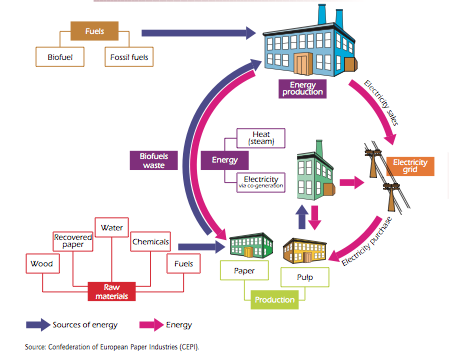 Fuels
Biofuel
Fossil fuels
Energy
production
Electricity sales
Heat
(steam)
Biofuels
waste
Energy
Electricity
via co-generation
Electricity
grid
Electricity purchase
Water
Recovered
paper
Chemicals
Wood
Fuels
Raw
materials
Paper
Pulp
Production
Sources of energy
Energy
Source: Confederation of European Paper Industries (CEPI).